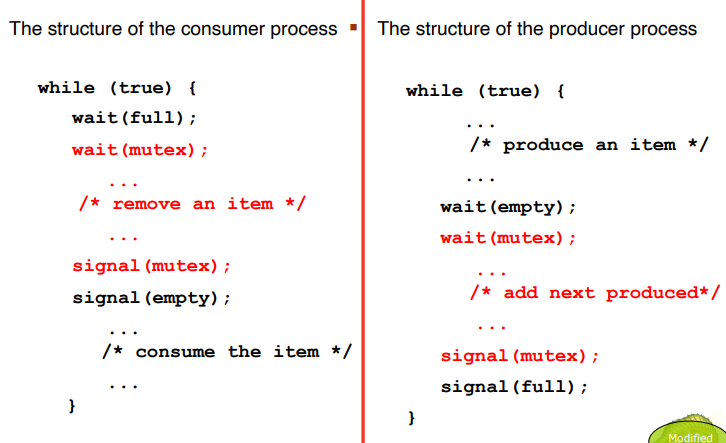 The structure of the consumer process
while (true) {
wait(full);
wait(mutex);
...
/* remove an item */
...
signal(mutex);
signal(empty);
...
/* consume the item */
...
}
▪ The structure of the producer process
while (true) {
...
/* produce an item */
...
wait(empty);
wait(mutex);
...
/* add next produced*/
...
signal(mutex);
signal(full);
}
Modified